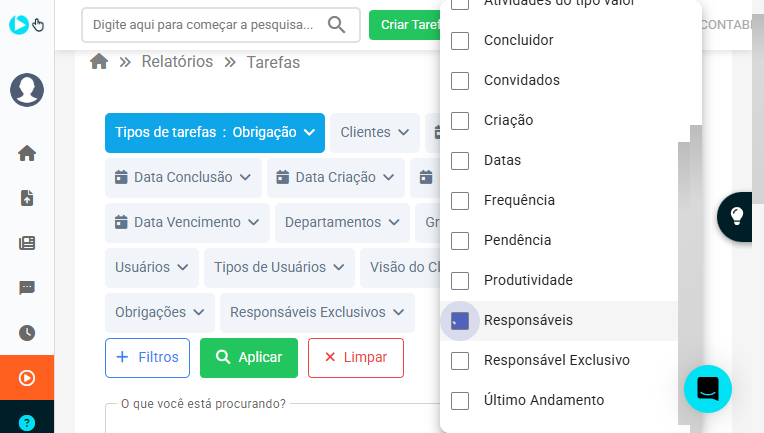 Digite aqui para começar a pesquisa...
Criar Taref
CONTAB
Relatórios
Tarefas
Tipos de tarefas : Obrigação
Clientes
Data Conclusão
Data Criação
Data Vencimento
Departamentos
Gr
Usuários
Tipos de Usuários
Visão do Cl
Obrigações
Responsáveis Exclusivos
Filtros
Aplicar
Limpar
O que você está procurando?
Atividades do tipo valor
Concluidor
Convidados
Criação
Datas
Frequência
Pendência
Produtividade
Responsáveis
Responsável Exclusivo
Último Andamento